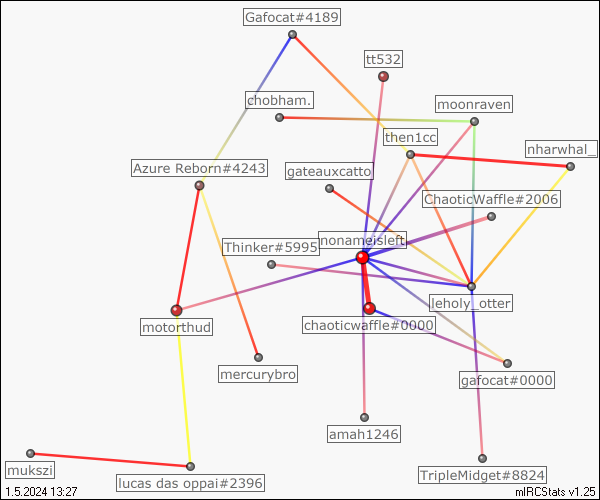 Gafocat#4189
tt532
chobham.
moonraven
then1cc
nharwhal_
Azure Reborn#4243
gateauxcatto
ChaoticWaffle#2006
Thinker#5995
nonameisleft
leholy_otter
motorthud
chaoticwaffle#0000
mercurybro
gafocat#0000
amah1246
mukszi
lucas das oppai#2396
TripleMidget#8824
1.5.2024 13:27
mIRCStats v1.25